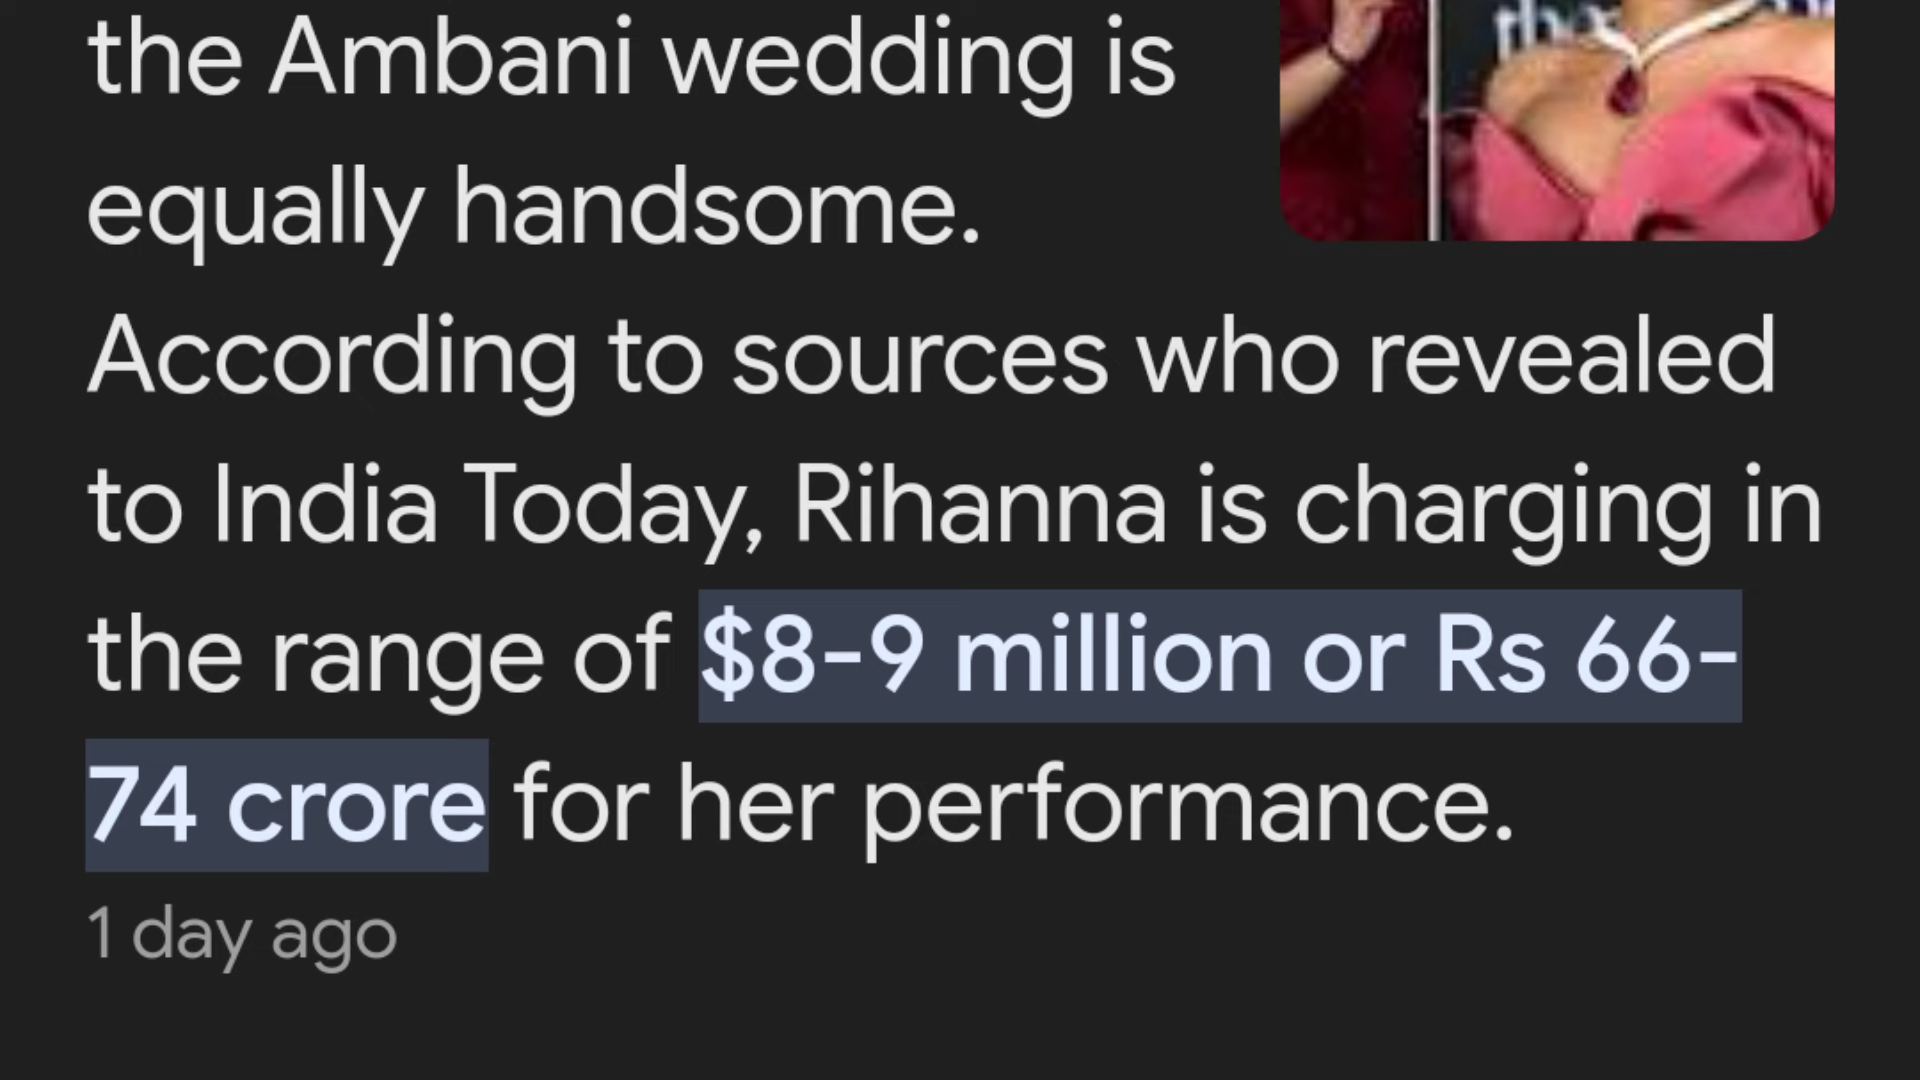 the Ambani wedding is
equally handsome.
According to sources who revealed
to India Today, Rihanna is charging in
the range of $8-9 million or Rs 66-
74 crore for her performance.
1 day ago